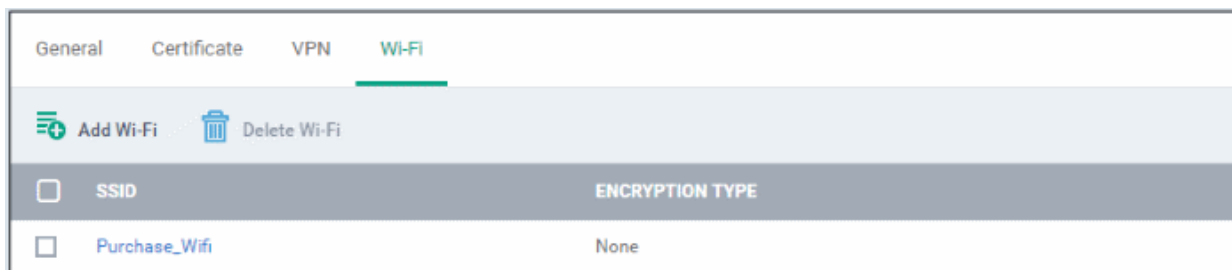 General Certificate VPN Wi-Fi
Add Wi-Fi Delete Wi-Fi
SSID ENCRYPTION TYPE
Purchase_Wifi None